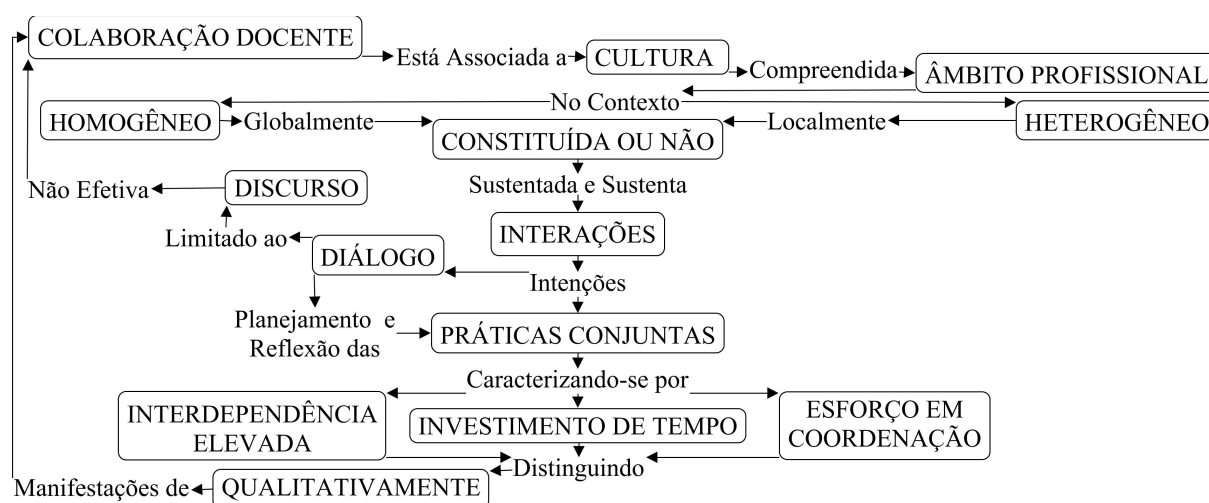 COLABORAÇÃO DOCENTE
Está Associada a
CULTURA
Compreendida
ÂMBITO PROFISSIONAL
No Contexto
HOMOGÊNEO
Globalmente
CONSTITUÍDA OU NÃO
Localmente
HETEROGÊNEO
Sustentada e Sustenta
Não Efetiva
DISCURSO
INTERAÇÕES
Limitado ao
DIÁLOGO
Intenções
Planejamento e
Reflexão das
PRÁTICAS CONJUNTAS
Caracterizando-se por
INTERDEPENDÊNCIA
ELEVADA
INVESTIMENTO DE TEMPO
ESFORÇO EM
COORDENAÇÃO
Distinguindo
Manifestações de
QUALITATIVAMENTE